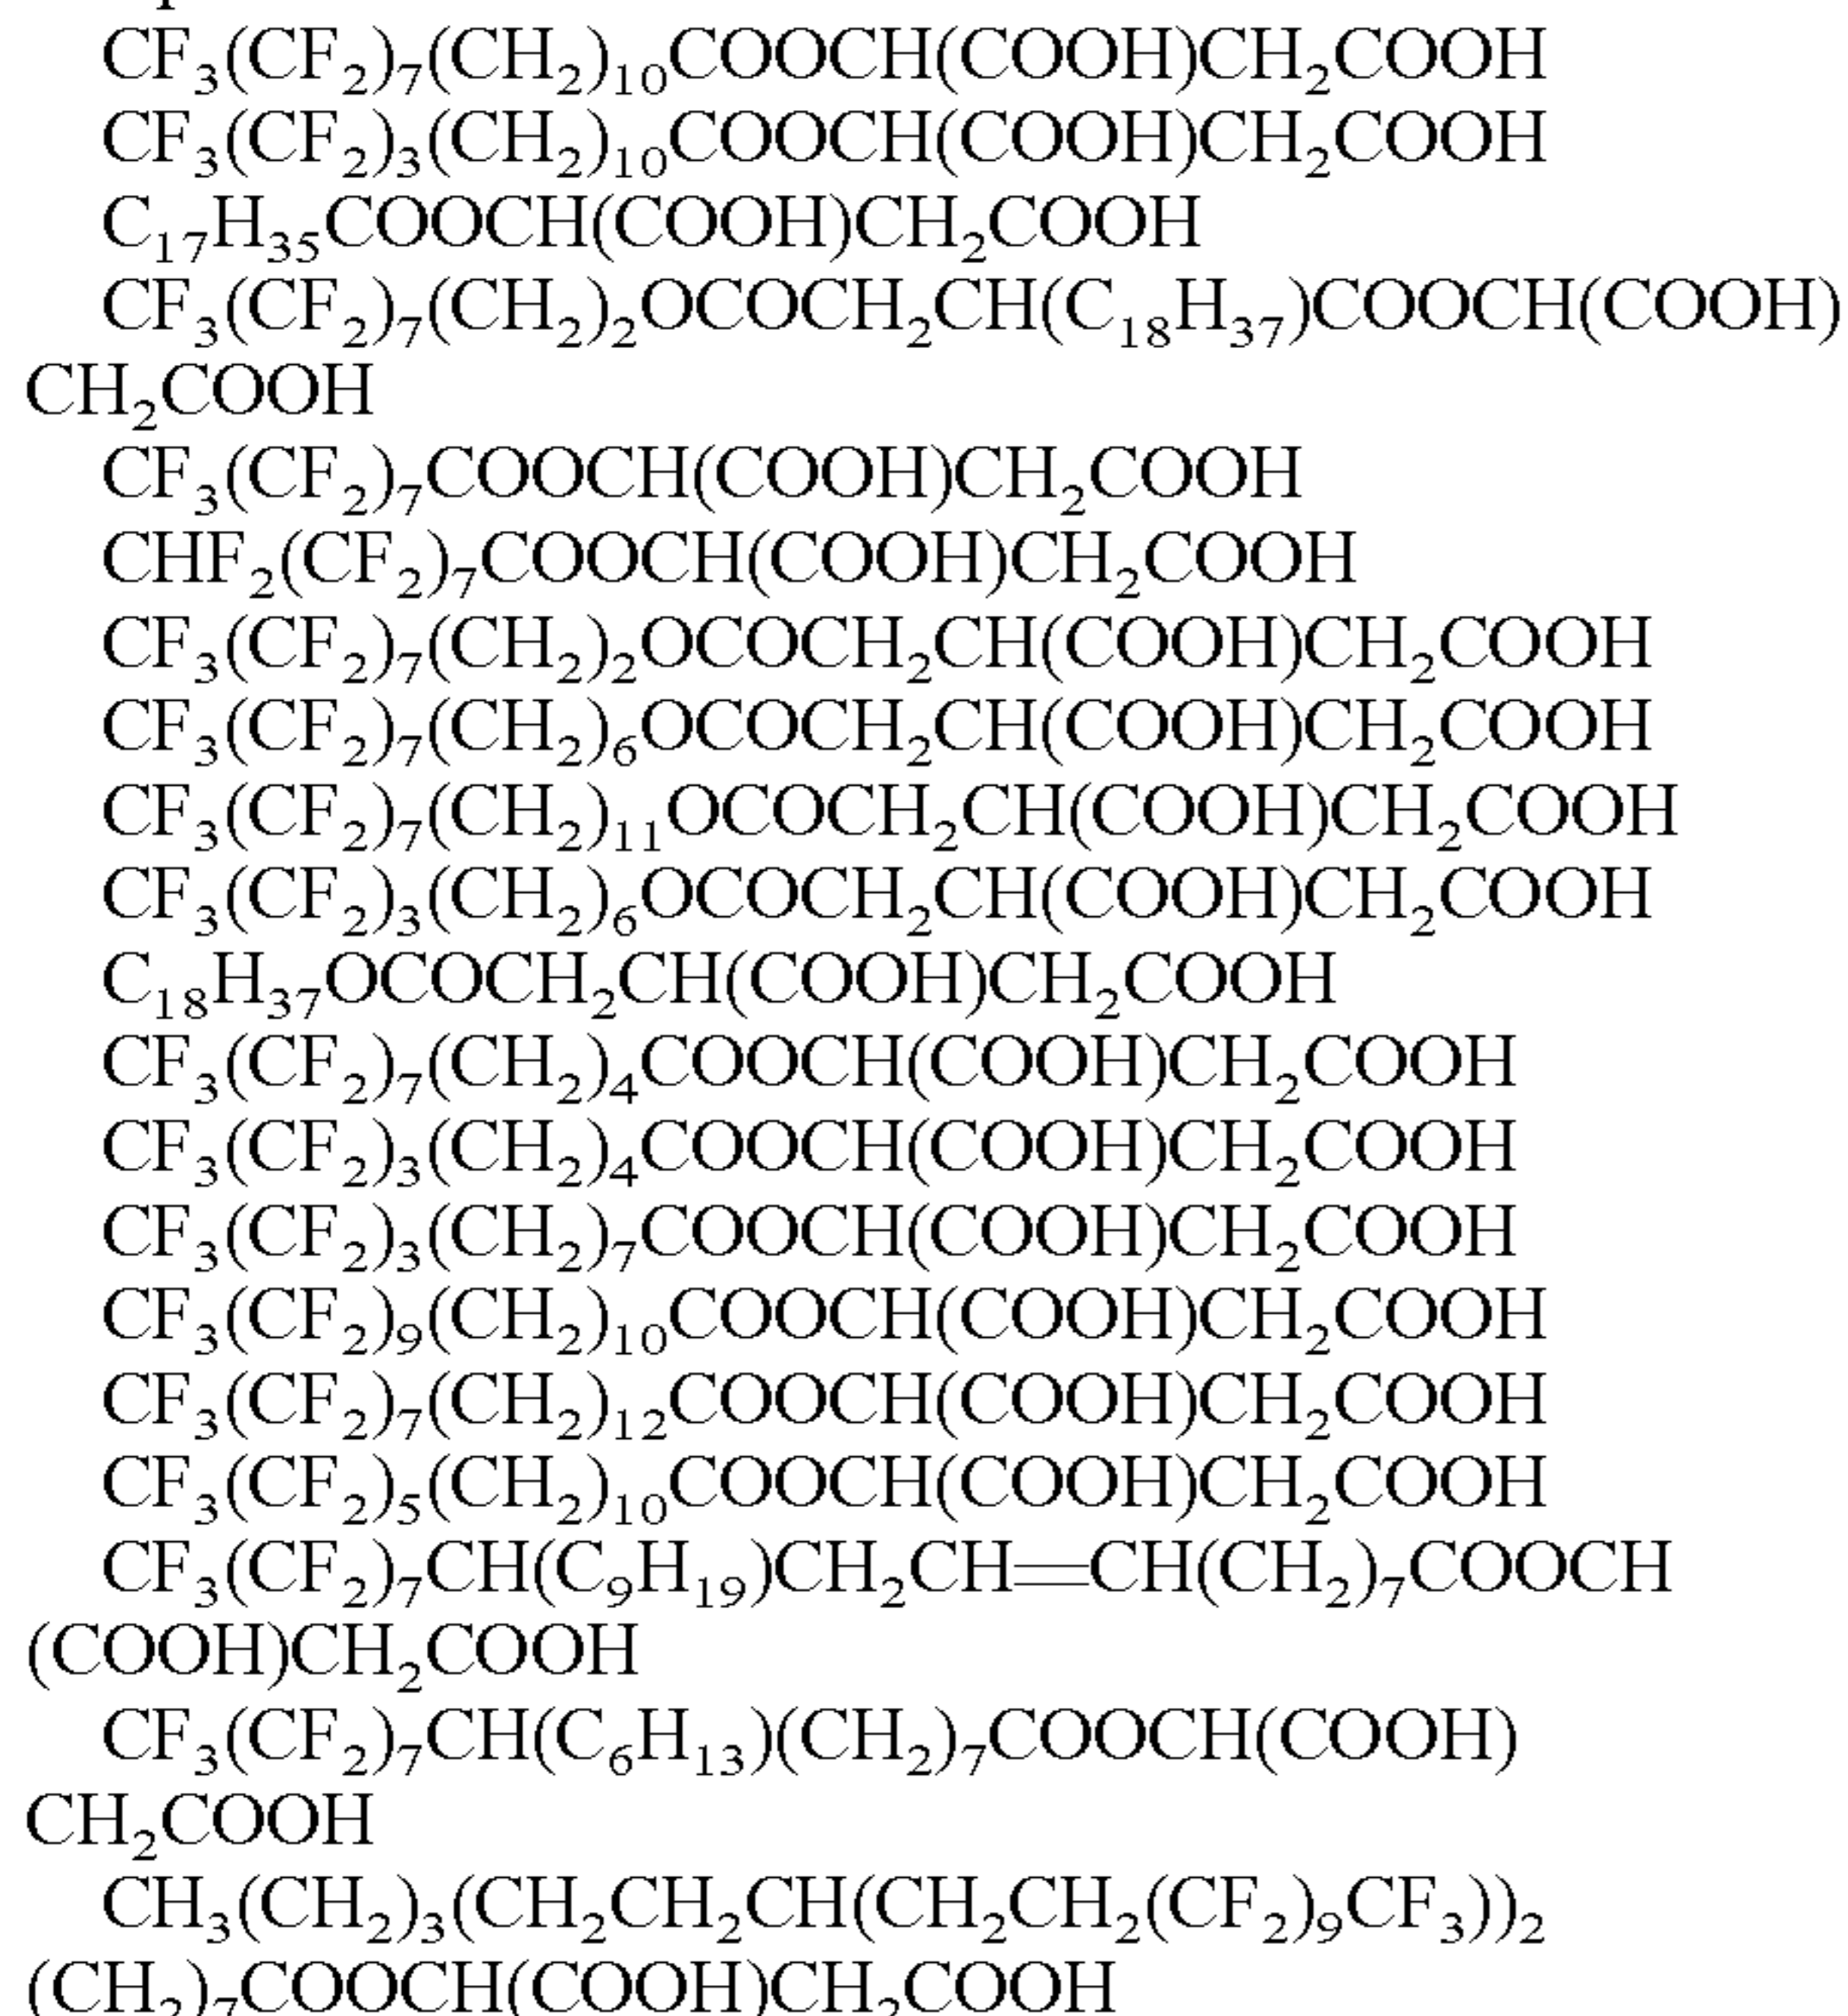 CF₃(CF₂)₇(CH₂)₁₀COOCH(COOH)CH₂COOH
CF₃(CF₂)₃(CH₂)₁₀COOCH(COOH)CH₂COOH
C₁₇H₃₅COOCH(COOH)CH₂COOH
CF₃(CF₂)₇(CH₂)₂OCOCH₂CH(C₁₈H₃₇)COOCH(COOH)
CH₂COOH
CF₃(CF₂)₇COOCH(COOH)CH₂COOH
CHF₂(CF₂)₇COOCH(COOH)CH₂COOH
CF₃(CF₂)₇(CH₂)₂OCOCH₂CH(COOH)CH₂COOH
CF₃(CF₂)₇(CH₂)₆OCOCH₂CH(COOH)CH₂COOH
CF₃(CF₂)₇(CH₂)₁₁OCOCH₂CH(COOH)CH₂COOH
CF₃(CF₂)₃(CH₂)₆OCOCH₂CH(COOH)CH₂COOH
C₁₈H₃₇OCOCH₂CH(COOH)CH₂COOH
CF₃(CF₂)₇(CH₂)₄COOCH(COOH)CH₂COOH
CF₃(CF₂)₃(CH₂)₄COOCH(COOH)CH₂COOH
CF₃(CF₂)₃(CH₂)₇COOCH(COOH)CH₂COOH
CF₃(CF₂)₉(CH₂)₁₀COOCH(COOH)CH₂COOH
CF₃(CF₂)₇(CH₂)₁₂COOCH(COOH)CH₂COOH
CF₃(CF₂)₅(CH₂)₁₀COOCH(COOH)CH₂COOH
CF₃(CF₂)₇CH(C₉H₁₉)CH₂CH═CH(CH₂)₇COOCH
(COOH)CH₂COOH
CF₃(CF₂)₇CH(C₆H₁₃)(CH₂)₇COOCH(COOH)
CH₂COOH
CH₃(CH₂)₃(CH₂CH₂CH(CH₂CH₂(CF₂)₉CF₃))₂
(CH₂)₇COOCH(COOH)CH₂COOH